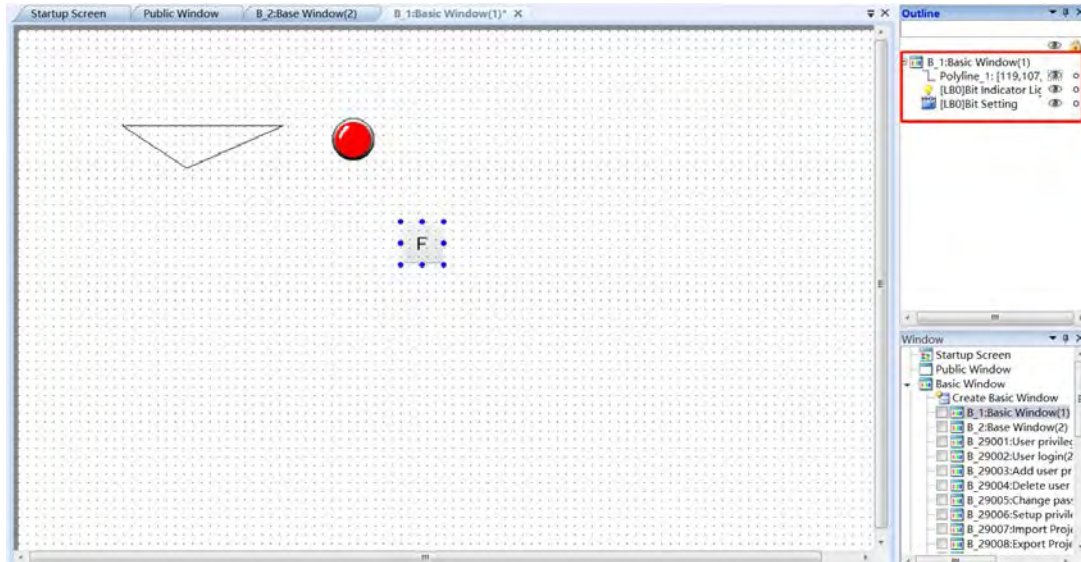 Startup Screen
Public Window
B_2:Base Window(2)
B_1:Basic Window(1)*
Outline
B_1:Basic Window(1)
Polyline_1: [119,107,
[LB0]Bit Indicator Lig
[LB0]Bit Setting
F
Window
Startup Screen
Public Window
Basic Window
Create Basic Window
B_1:Basic Window(1)
B_2:Base Window(2)
B_29001:User privileg
B_29002:User login(2
B_29003:Add user pr
B_29004:Delete user
B_29005:Change pas
B_29006:Setup privil
B_29007:Import Proje
B_29008:Export Proje